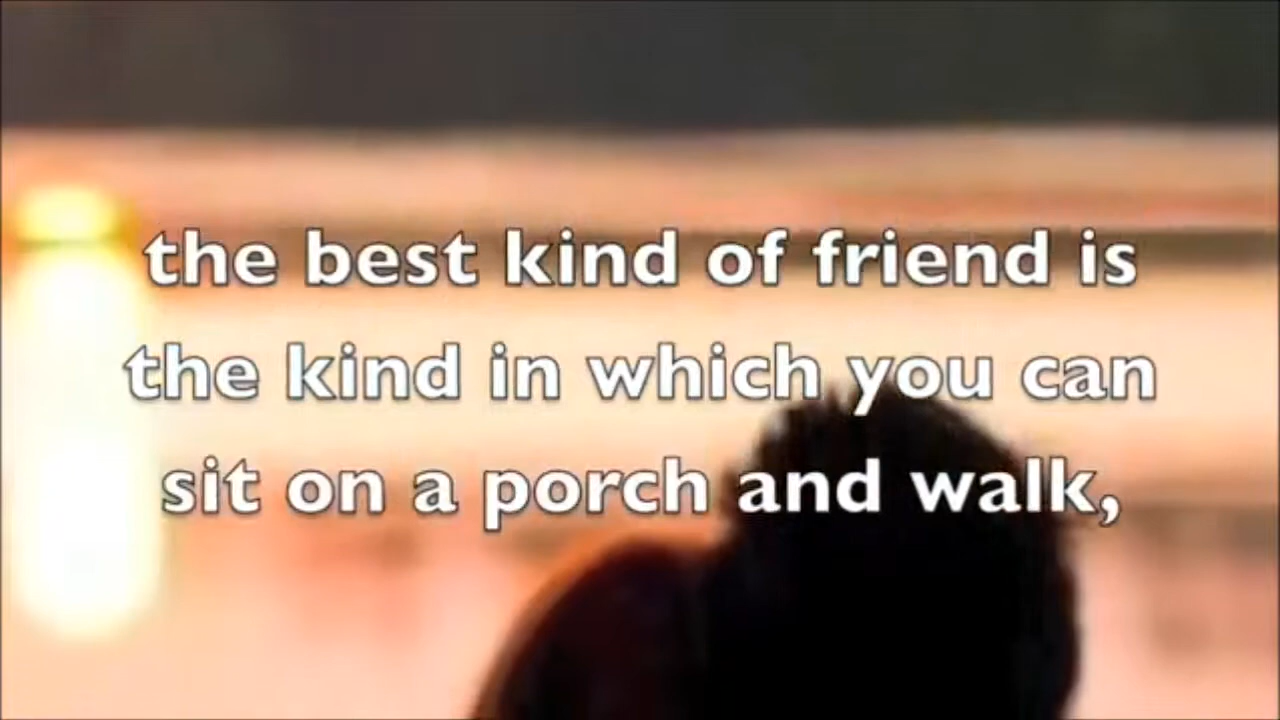 the best kind of friend is
the kind in which you can
sit on a porch and walk,